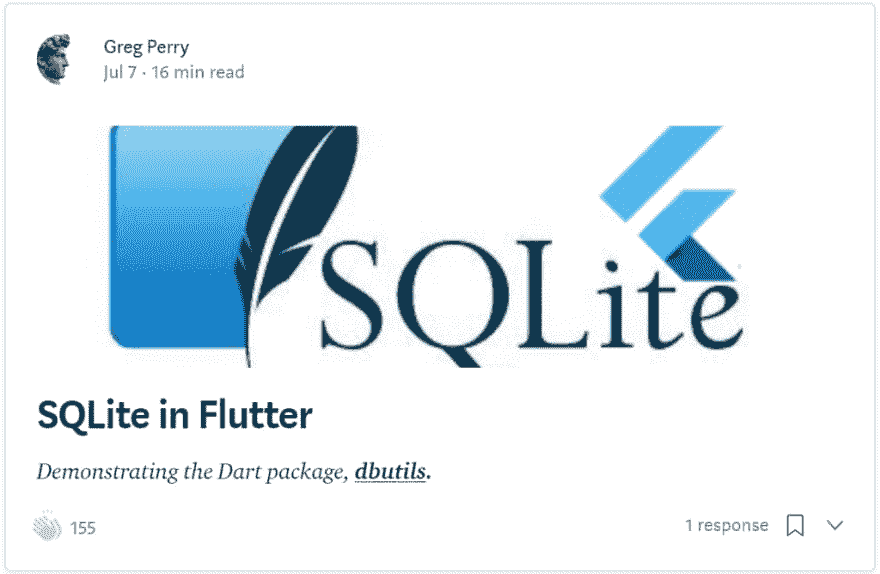 Greg Perry
Jul 7 · 16 min read
SQLite
SQLite in Flutter
Demonstrating the Dart package, dbutils.
155
1 response